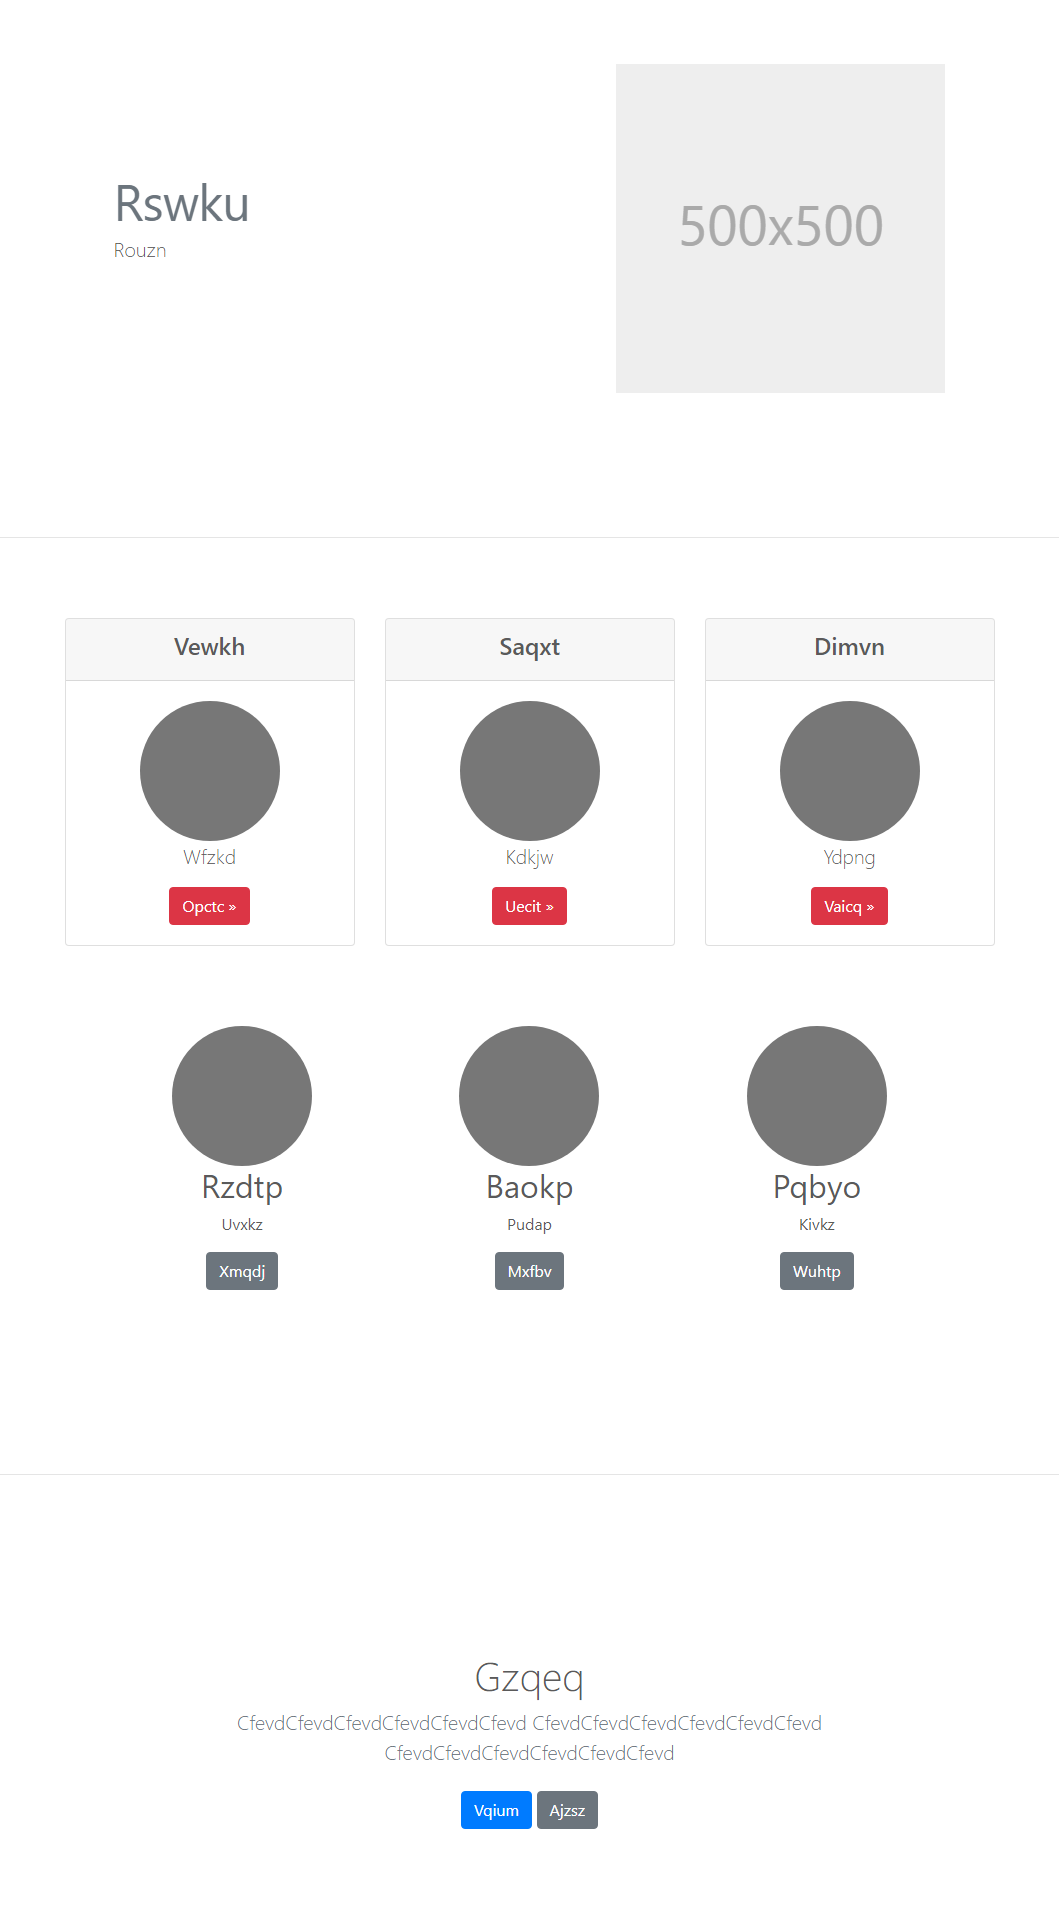 Rswku
Rouzn
500x500
Vewkh
Wfzkd
Opctc »
Saqxt
Kdkjw
Uecit »
Dimvn
Ydpng
Vaicq »
Rzdtp
Uvxkz
Xmqdj
Baokp
Pudap
Mxfbv
Pqbyo
Kivkz
Wuhtp
Gzqeq
CfevdCfevdCfevdCfevdCfevdCfevd CfevdCfevdCfevdCfevdCfevdCfevd
CfevdCfevdCfevdCfevdCfevdCfevd
Vqium Ajzsz